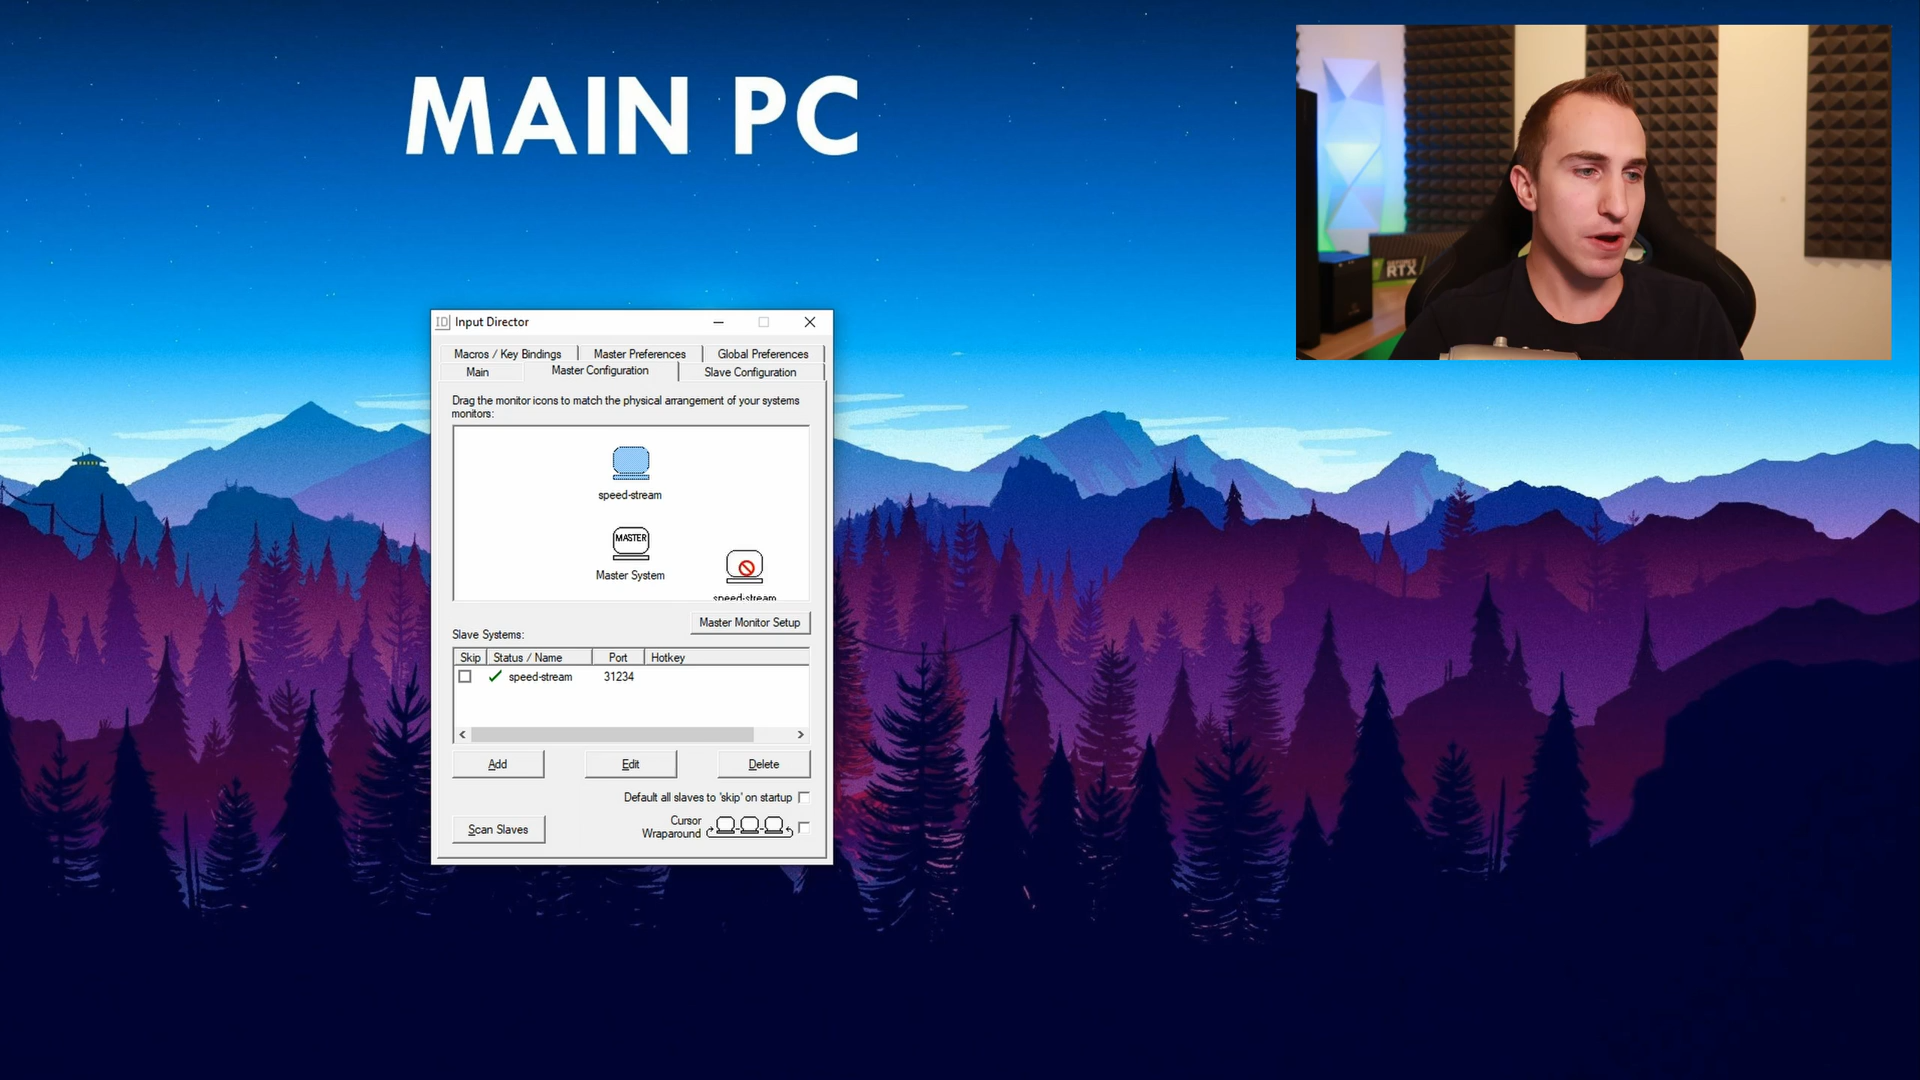 MAIN PC
GEFORCE
RTX
ID Input Director
Macros / Key Bindings Master Preferences Global Preferences
Main Master Configuration Slave Configuration
Drag the monitor icons to match the physical arrangement of your systems
monitors:
speed-stream
MASTER
Master System
speed-stream
Master Monitor Setup
Slave Systems:
Skip Status / Name Port Hotkey
speed-stream 31234
Add Edit Delete
Default all slaves to 'skip' on startup
Scan Slaves
Cursor
Wraparound